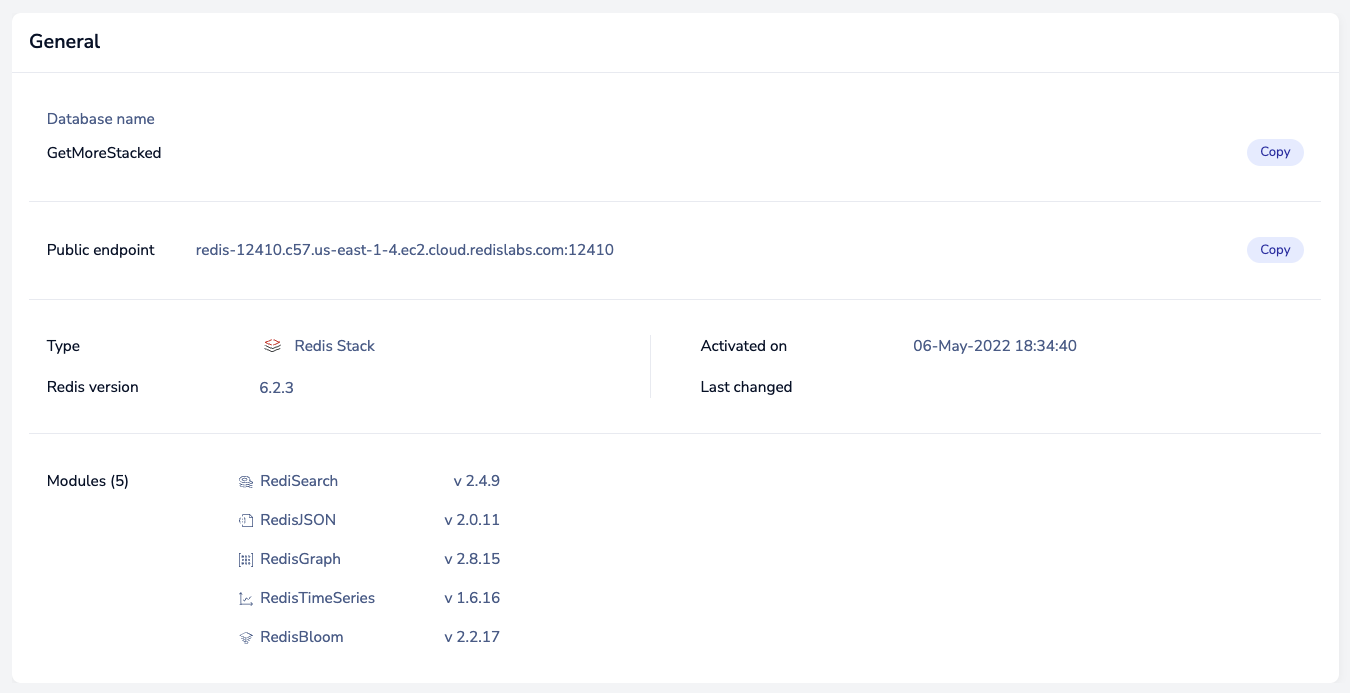 General
Database name
GetMoreStacked
Copy
Public endpoint redis-12410.c57.us-east-1-4.ec2.cloud.redislabs.com:12410 Copy
Type Redis Stack Activated on 06-May-2022 18:34:40
Redis version 6.2.3 Last changed
Modules (5) RediSearch v 2.4.9
RedisJSON v 2.0.11
RedisGraph v 2.8.15
RedisTimeSeries v 1.6.16
RedisBloom v 2.2.17